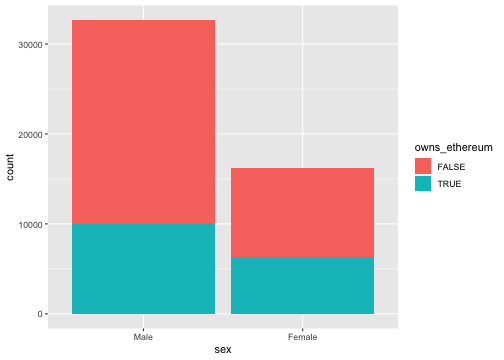 30000
20000
10000
0
count
Male
Female
sex
owns_ethereum
FALSE
TRUE